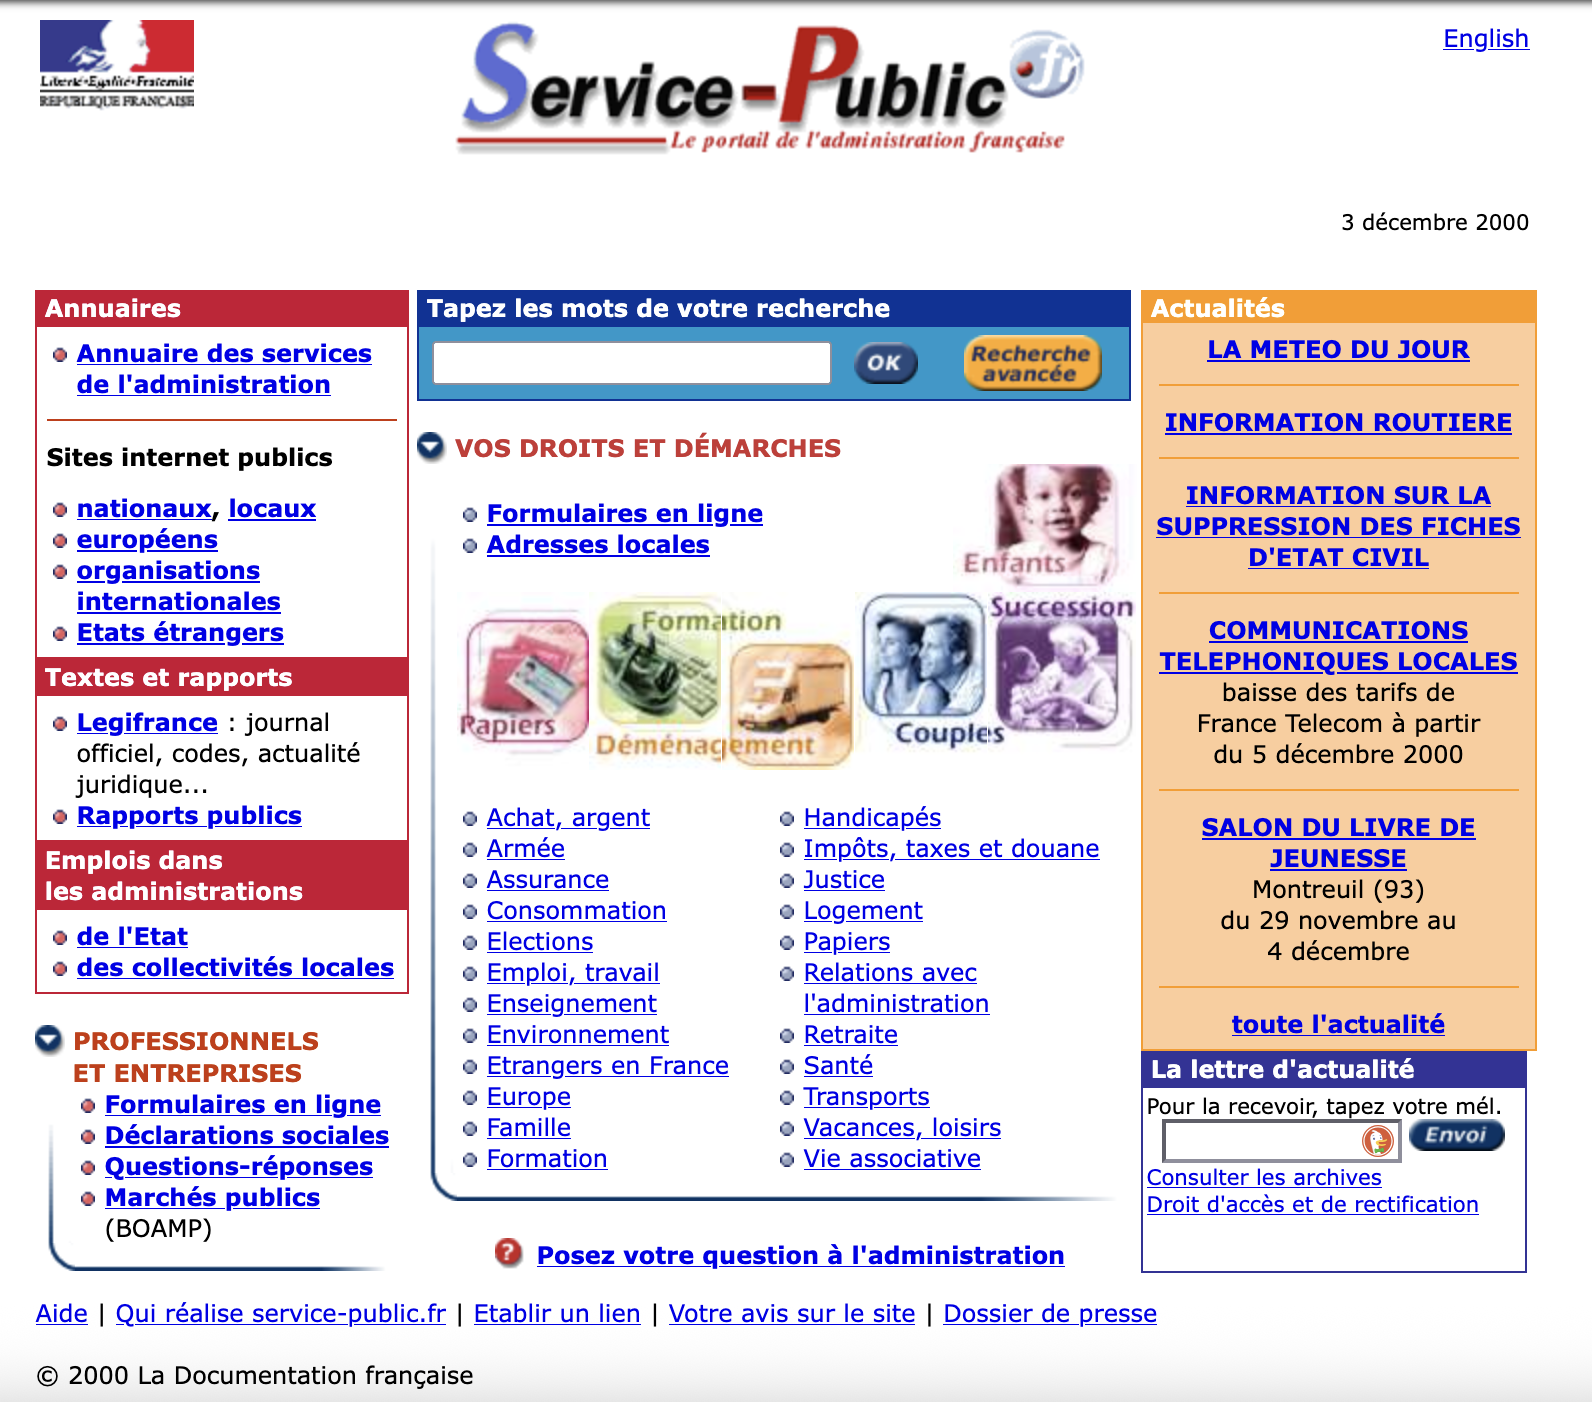 Liberté • Egalité • Fraternité
REPUBLIQUE FRANÇAISE
Service-Public.fr
Le portail de l'administration française
English
3 décembre 2000
Annuaires
Annuaire des services
de l'administration
Sites internet publics
nationaux, locaux
européens
organisations
internationales
Etats étrangers
Textes et rapports
Legifrance : journal
officiel, codes, actualité
juridique...
Rapports publics
Emplois dans
les administrations
de l'Etat
des collectivités locales
PROFESSIONNELS
ET ENTREPRISES
Formulaires en ligne
Déclarations sociales
Questions-réponses
Marchés publics
(BOAMP)
Tapez les mots de votre recherche
OK
Recherche
avancée
VOS DROITS ET DÉMARCHES
Formulaires en ligne
Adresses locales
Enfants
Papiers
Formation
Déménagement
Couples
Succession
Achat, argent
Armée
Assurance
Consommation
Elections
Emploi, travail
Enseignement
Environnement
Etrangers en France
Europe
Famille
Formation
Handicapés
Impôts, taxes et douane
Justice
Logement
Papiers
Relations avec
l'administration
Retraite
Santé
Transports
Vacances, loisirs
Vie associative
? Posez votre question à l'administration
Actualités
LA METEO DU JOUR
INFORMATION ROUTIERE
INFORMATION SUR LA
SUPPRESSION DES FICHES
D'ETAT CIVIL
COMMUNICATIONS
TELEPHONIQUES LOCALES
baisse des tarifs de
France Telecom à partir
du 5 décembre 2000
SALON DU LIVRE DE
JEUNESSE
Montreuil (93)
du 29 novembre au
4 décembre
toute l'actualité
La lettre d'actualité
Pour la recevoir, tapez votre mél.
Envoi
Consulter les archives
Droit d'accès et de rectification
Aide | Qui réalise service-public.fr | Etablir un lien | Votre avis sur le site | Dossier de presse
© 2000 La Documentation française